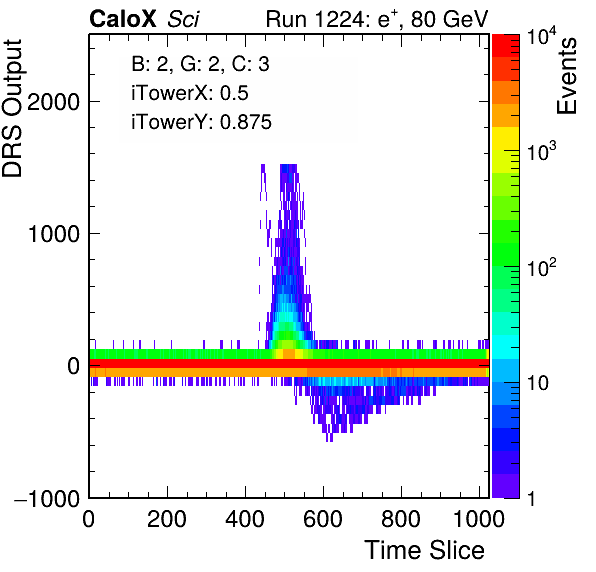 CaloX Sci Run 1224: e⁺, 80 GeV
B: 2, G: 2, C: 3
iTowerX: 0.5
iTowerY: 0.875
DRS Output
2000
1000
0
−1000
0 200 400 600 800 1000
Time Slice
Events
10⁴
10³
10²
10
1